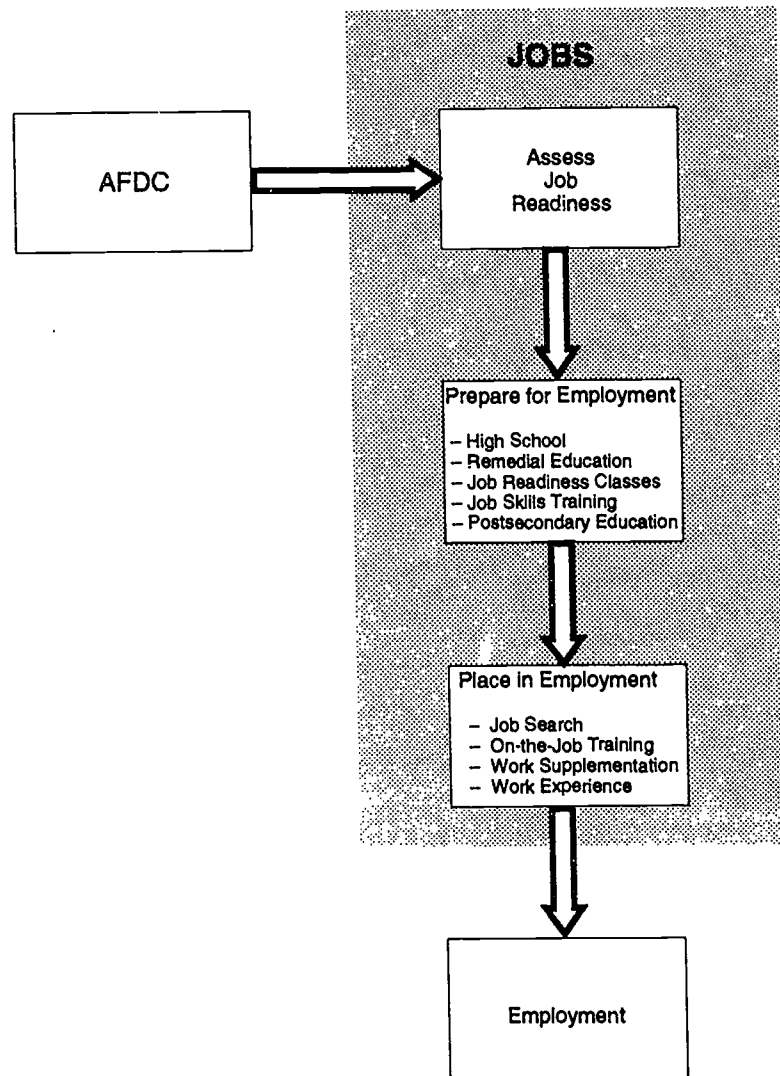 JOBS
AFDC
Assess
Job
Readiness
Prepare for Employment
– High School
– Remedial Education
– Job Readiness Classes
– Job Skills Training
– Postsecondary Education
Place in Employment
– Job Search
– On-the-Job Training
– Work Supplementation
– Work Experience
Employment